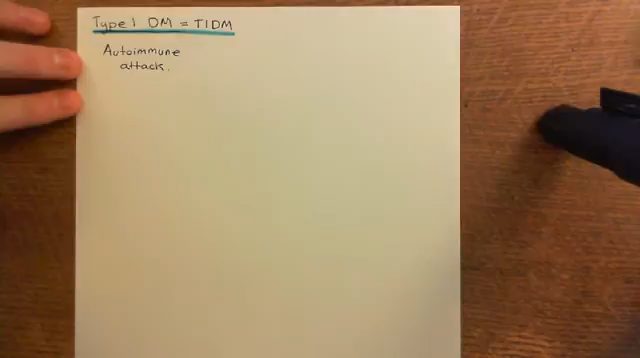 Type 1 DM = T1DM
Autoimmune
attack.